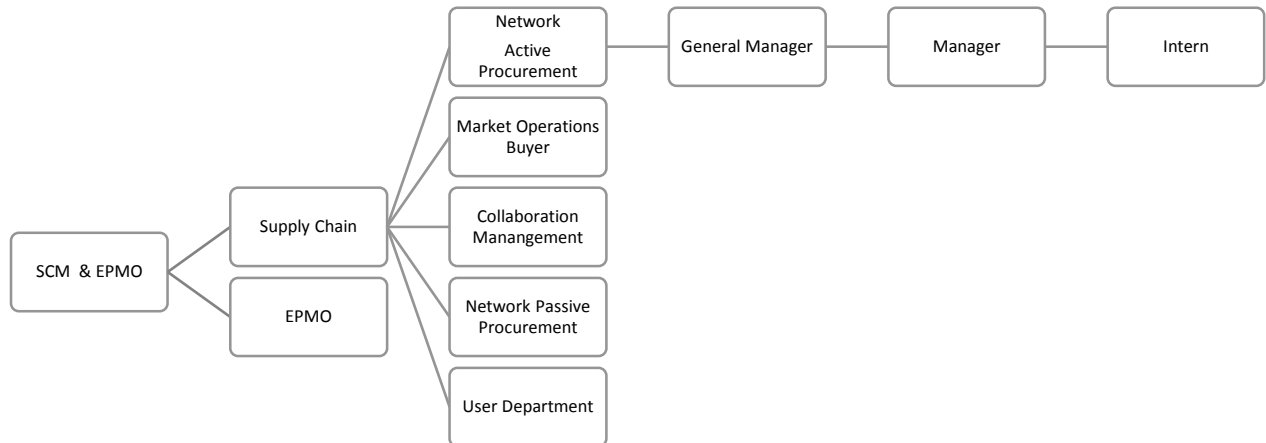 Network
Active
Procurement
General Manager
Manager
Intern
Market Operations
Buyer
Supply Chain
Collaboration
Manangement
SCM & EPMO
EPMO
Network Passive
Procurement
User Department